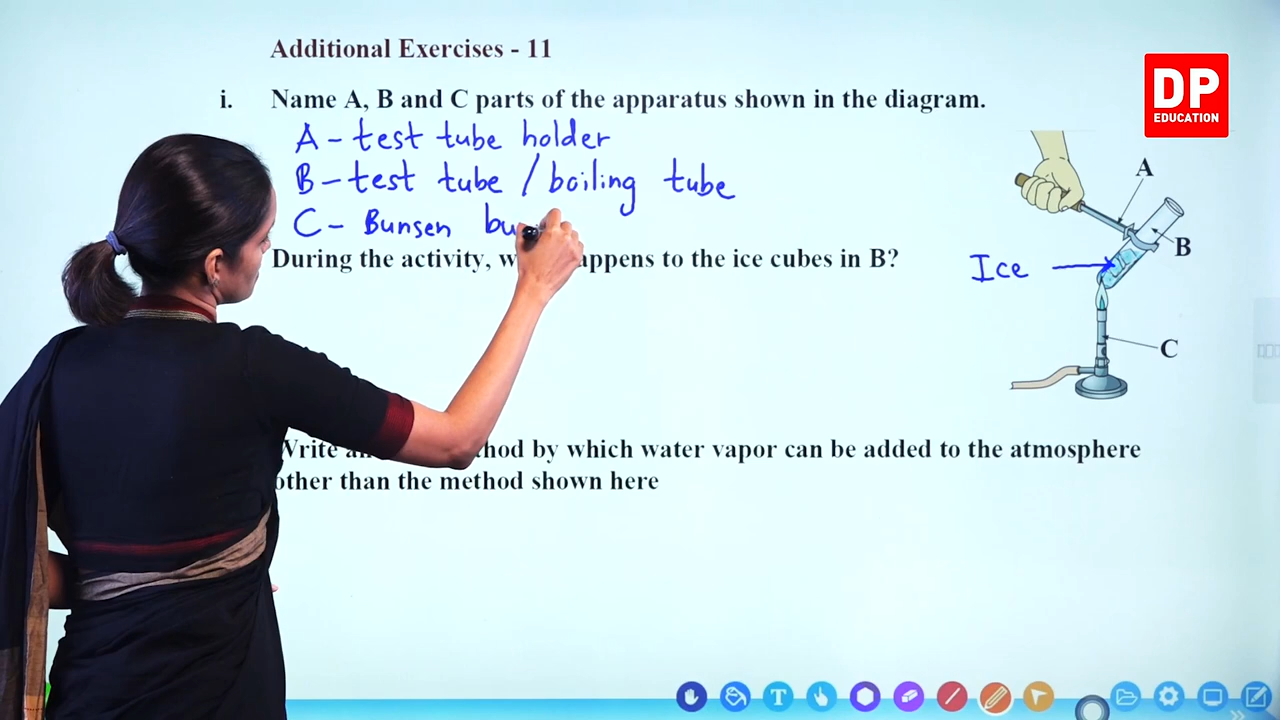 Additional Exercises - 11
DP
EDUCATION
i. Name A, B and C parts of the apparatus shown in the diagram.
A - test tube holder
B - test tube / boiling tube
C - Bunsen bu
During the activity, appens to the ice cubes in B?
A
B
Ice
C
Write hod by which water vapor can be added to the atmosphere
other than the method shown here
T